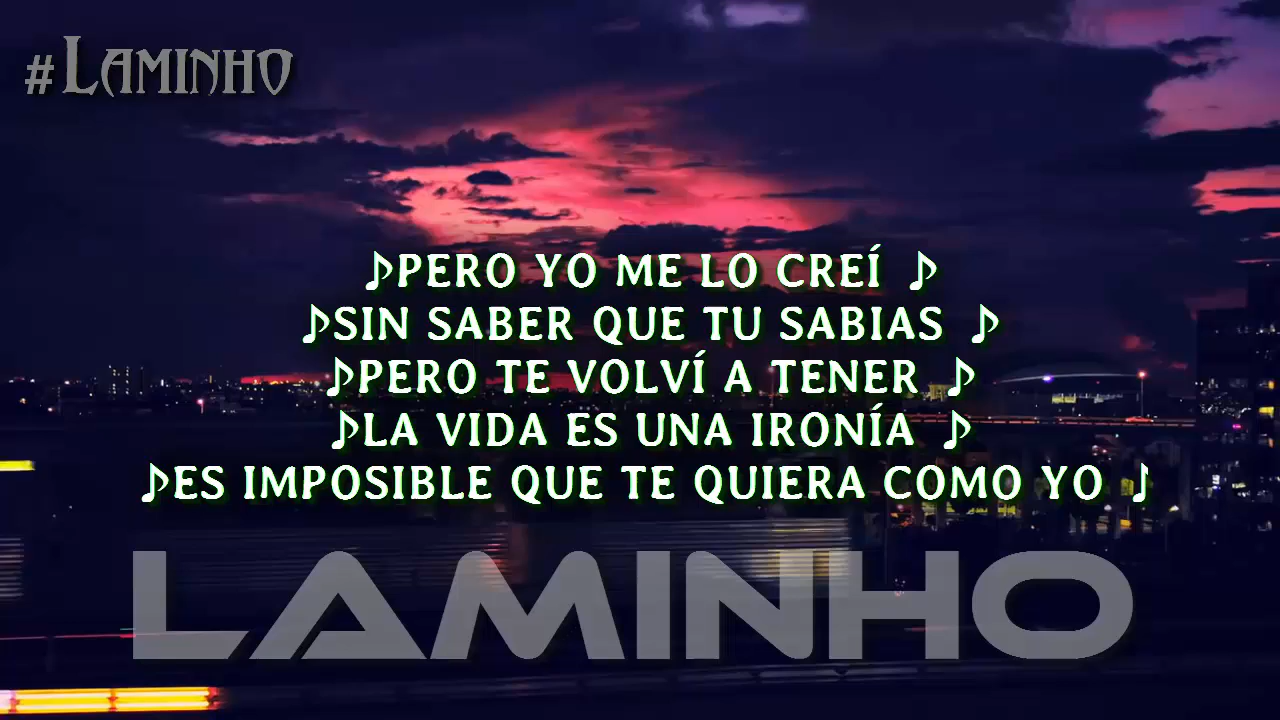 #LAMINHO
♪PERO YO ME LO CREÍ ♪
♪SIN SABER QUE TU SABIAS ♪
♪PERO TE VOLVÍ A TENER ♪
♪LA VIDA ES UNA IRONÍA ♪
♪ES IMPOSIBLE QUE TE QUIERA COMO YO ♪
LAMINHO